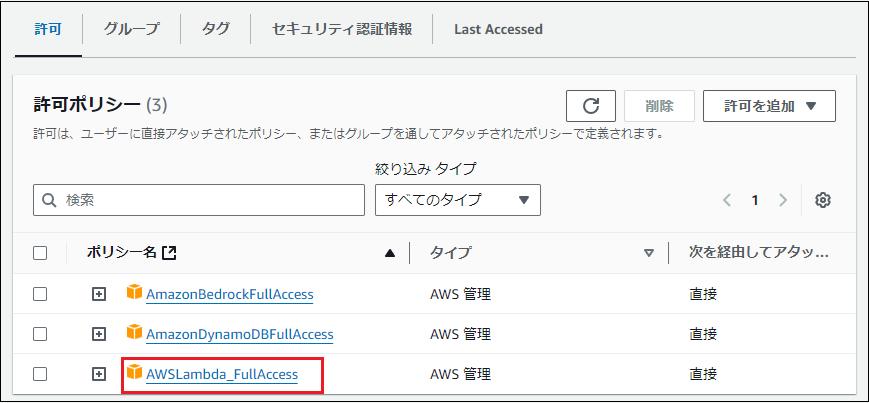 許可 グループ タグ セキュリティ認証情報 Last Accessed
許可ポリシー (3) 削除 許可を追加
許可は、ユーザーに直接アタッチされたポリシー、またはグループを通してアタッチされたポリシーで定義されます。
絞り込み タイプ
検索 すべてのタイプ 1
ポリシー名 タイプ 次を経由してアタッ...
AmazonBedrockFullAccess AWS 管理 直接
AmazonDynamoDBFullAccess AWS 管理 直接
AWSLambda_FullAccess AWS 管理 直接